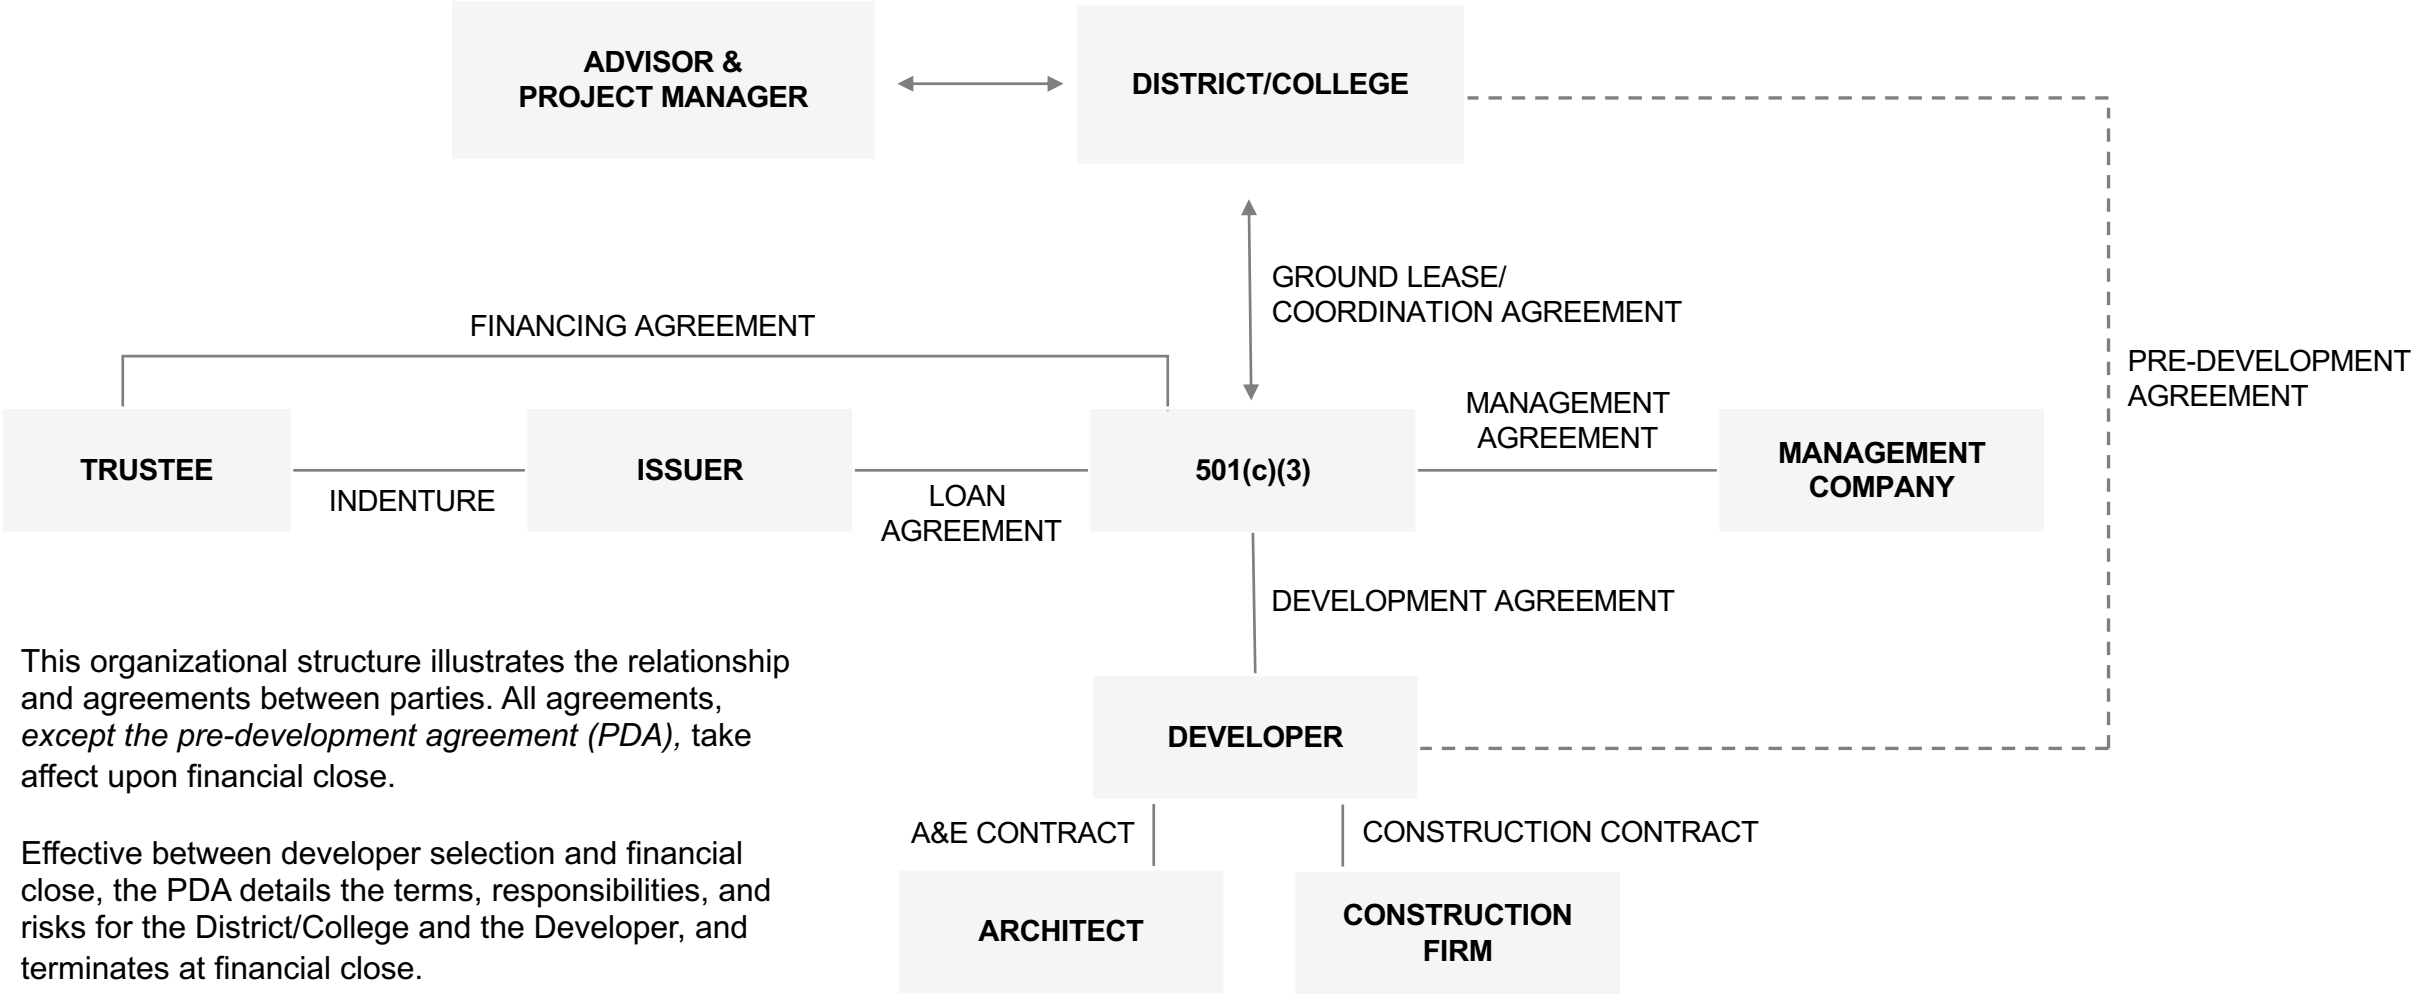 ADVISOR &
PROJECT MANAGER
DISTRICT/COLLEGE
GROUND LEASE/
COORDINATION AGREEMENT
FINANCING AGREEMENT
PRE-DEVELOPMENT
AGREEMENT
MANAGEMENT
AGREEMENT
TRUSTEE
INDENTURE
ISSUER
LOAN
AGREEMENT
501(c)(3)
MANAGEMENT
COMPANY
DEVELOPMENT AGREEMENT
This organizational structure illustrates the relationship
and agreements between parties. All agreements,
except the pre-development agreement (PDA), take
affect upon financial close.
Effective between developer selection and financial
close, the PDA details the terms, responsibilities, and
risks for the District/College and the Developer, and
terminates at financial close.
DEVELOPER
A&E CONTRACT
CONSTRUCTION CONTRACT
ARCHITECT
CONSTRUCTION
FIRM